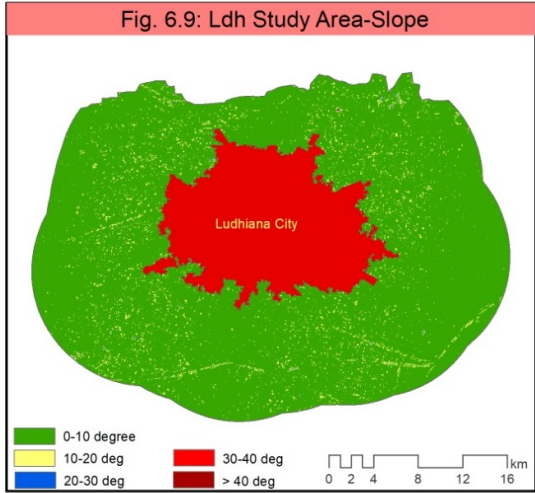 Fig. 6.9: Ldh Study Area-Slope
Ludhiana City
0-10 degree
10-20 deg
20-30 deg
30-40 deg
> 40 deg
km
0 2 4 8 12 16